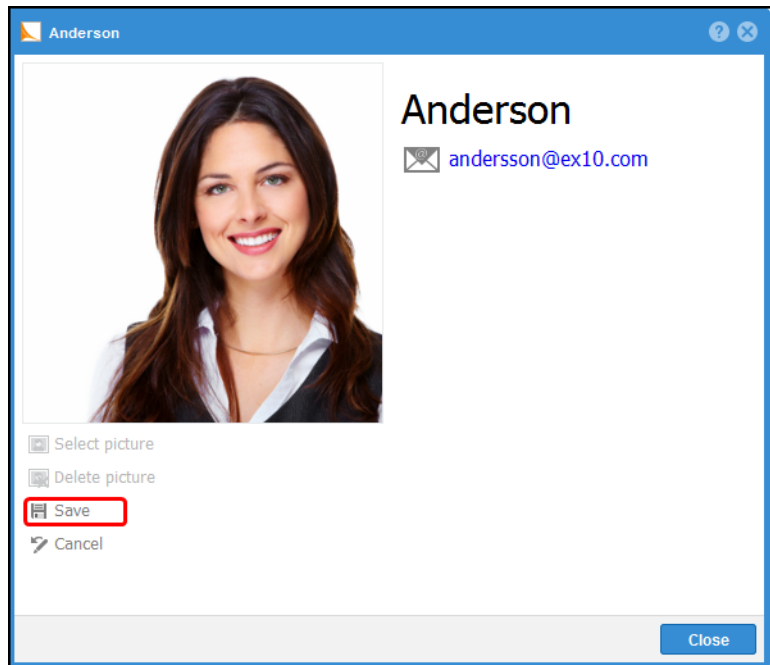 Anderson
Anderson
andersson@ex10.com
Select picture
Delete picture
Save
Cancel
Close